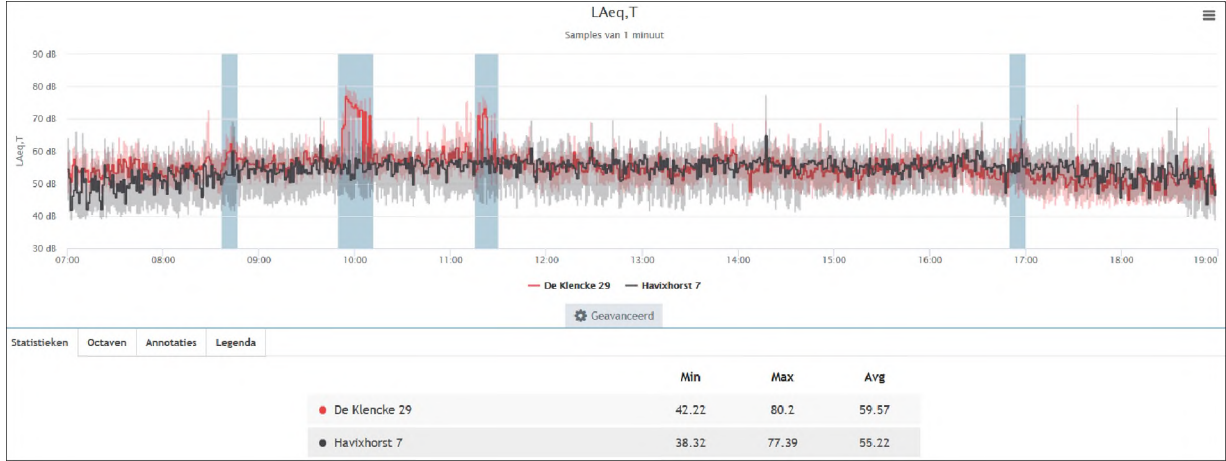 LAeq,T
Samples van 1 minuut
90 dB
80 dB
70 dB
60 dB
50 dB
40 dB
30 dB
LAeq,T
07:00 08:00 09:00 10:00 11:00 12:00 13:00 14:00 15:00 16:00 17:00 18:00 19:00
De Klencke 29 Havixhorst 7
Geavanceerd
Statistieken Octaven Annotaties Legenda
Min Max Avg
De Klencke 29 42.22 80.2 59.57
Havixhorst 7 38.32 77.39 55.22